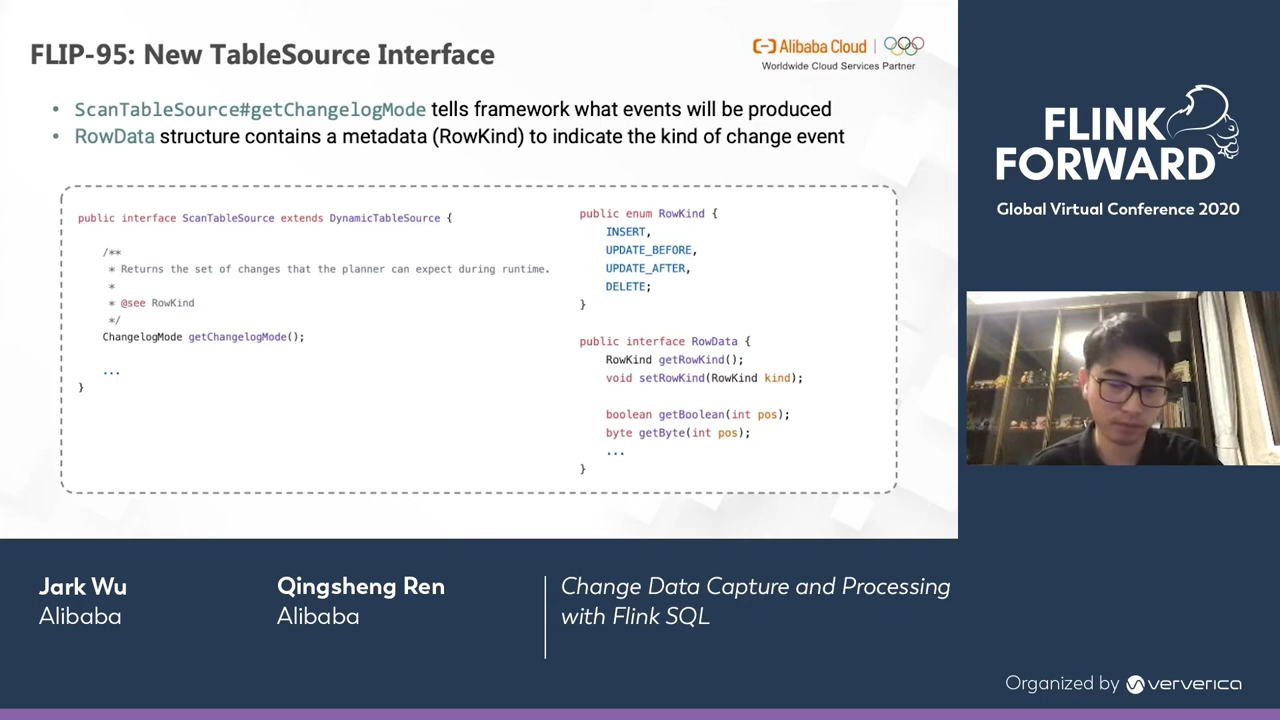 FLIP-95: New TableSource Interface
Alibaba Cloud
Worldwide Cloud Services Partner
• ScanTableSource#getChangelogMode tells framework what events will be produced
• RowData structure contains a metadata (RowKind) to indicate the kind of change event
public interface ScanTableSource extends DynamicTableSource {
/**
* Returns the set of changes that the planner can expect during runtime.
*
* @see RowKind
*/
ChangelogMode getChangelogMode();
...
}
public enum RowKind {
INSERT,
UPDATE_BEFORE,
UPDATE_AFTER,
DELETE;
}
public interface RowData {
RowKind getRowKind();
void setRowKind(RowKind kind);
boolean getBoolean(int pos);
byte getByte(int pos);
...
}
FLINK
FORWARD
Global Virtual Conference 2020
Jark Wu
Alibaba
Qingsheng Ren
Alibaba
Change Data Capture and Processing
with Flink SQL
Organized by ververica